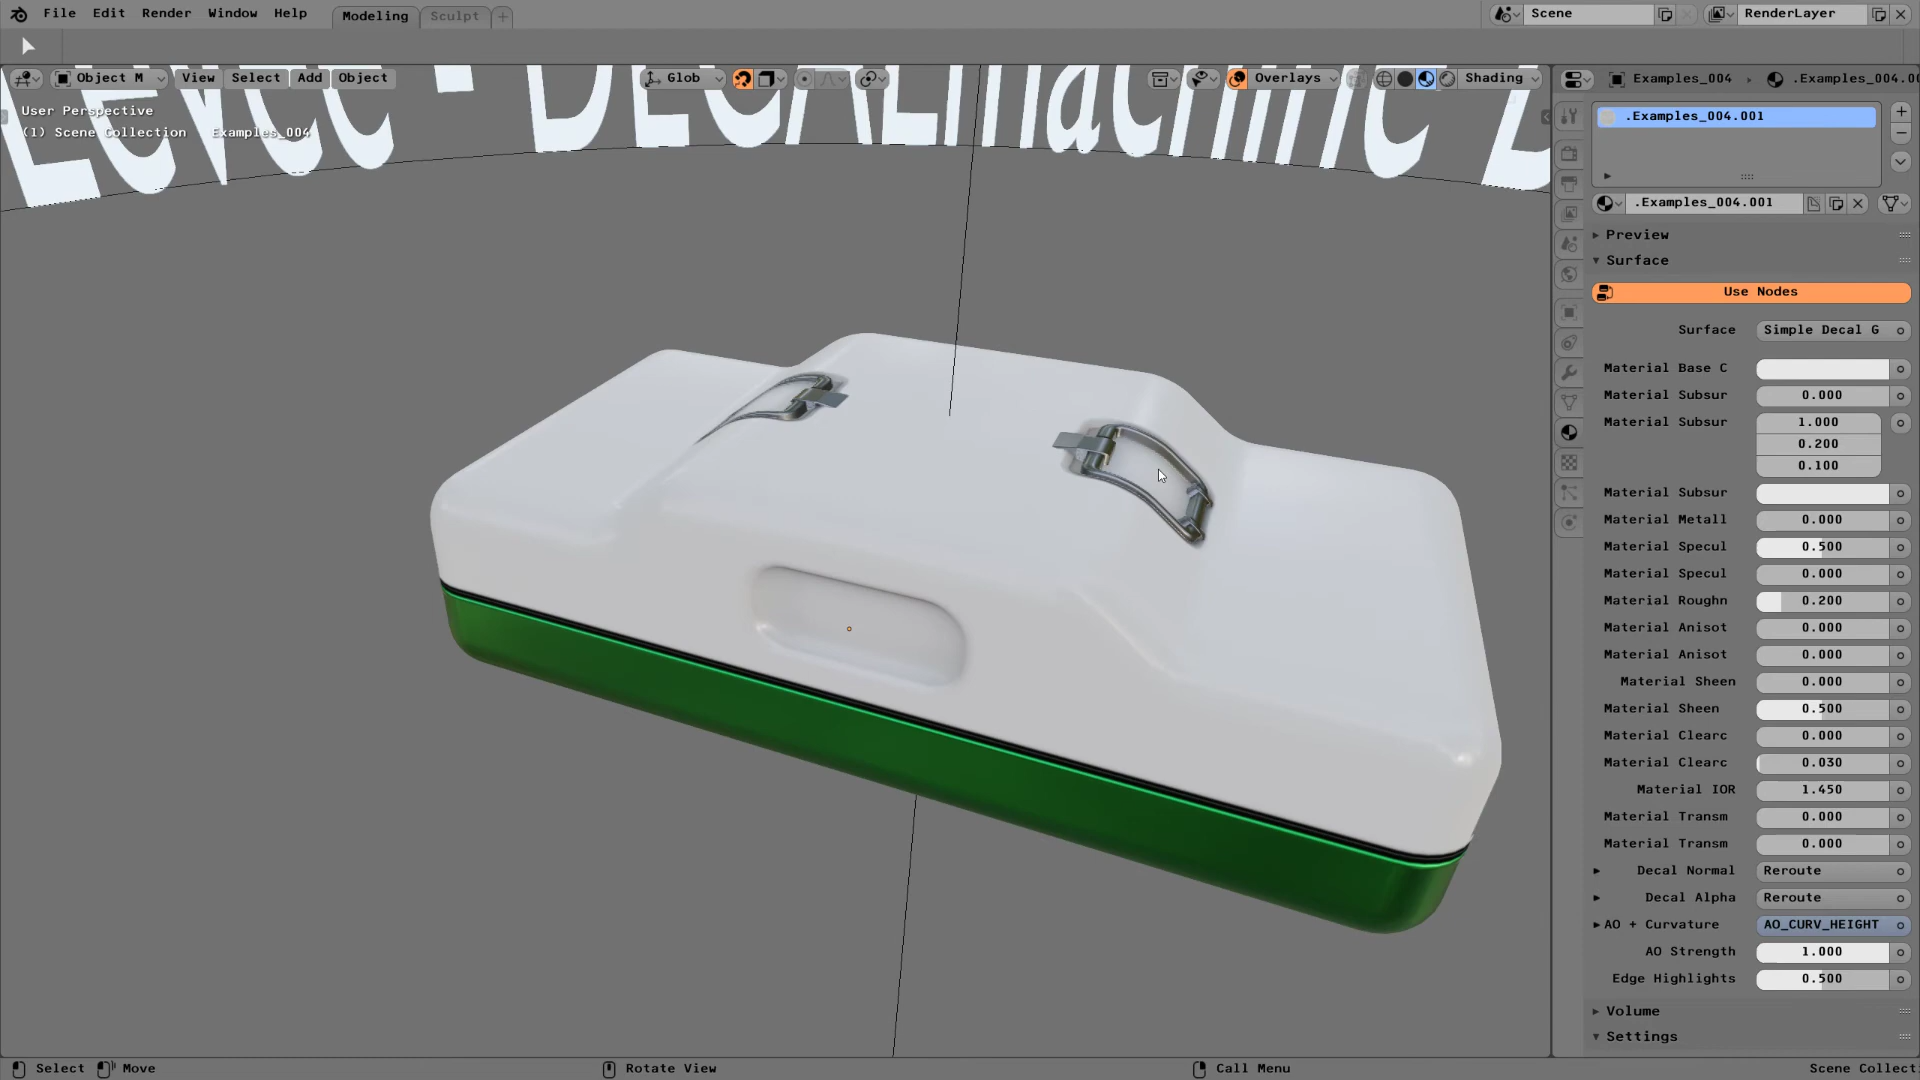 File Edit Render Window Help Modeling Sculpt + Scene RenderLayer
Object M View Select Add Object Glob Overlays Shading Examples_004 .Examples_004.00
User Perspective
(1) Scene Collection Examples_004
DECALmachine
.Examples_004.001
.Examples_004.001
Preview
Surface
Use Nodes
Surface Simple Decal G
Material Base C
Material Subsur 0.000
Material Subsur 1.000
0.200
0.100
Material Subsur
Material Metall 0.000
Material Specul 0.500
Material Specul 0.000
Material Roughn 0.200
Material Anisot 0.000
Material Anisot 0.000
Material Sheen 0.000
Material Sheen 0.500
Material Clearc 0.000
Material Clearc 0.030
Material IOR 1.450
Material Transm 0.000
Material Transm 0.000
Decal Normal Reroute
Decal Alpha Reroute
AO + Curvature AO_CURV_HEIGHT
AO Strength 1.000
Edge Highlights 0.500
Volume
Settings
Select Move Rotate View Call Menu Scene Collect